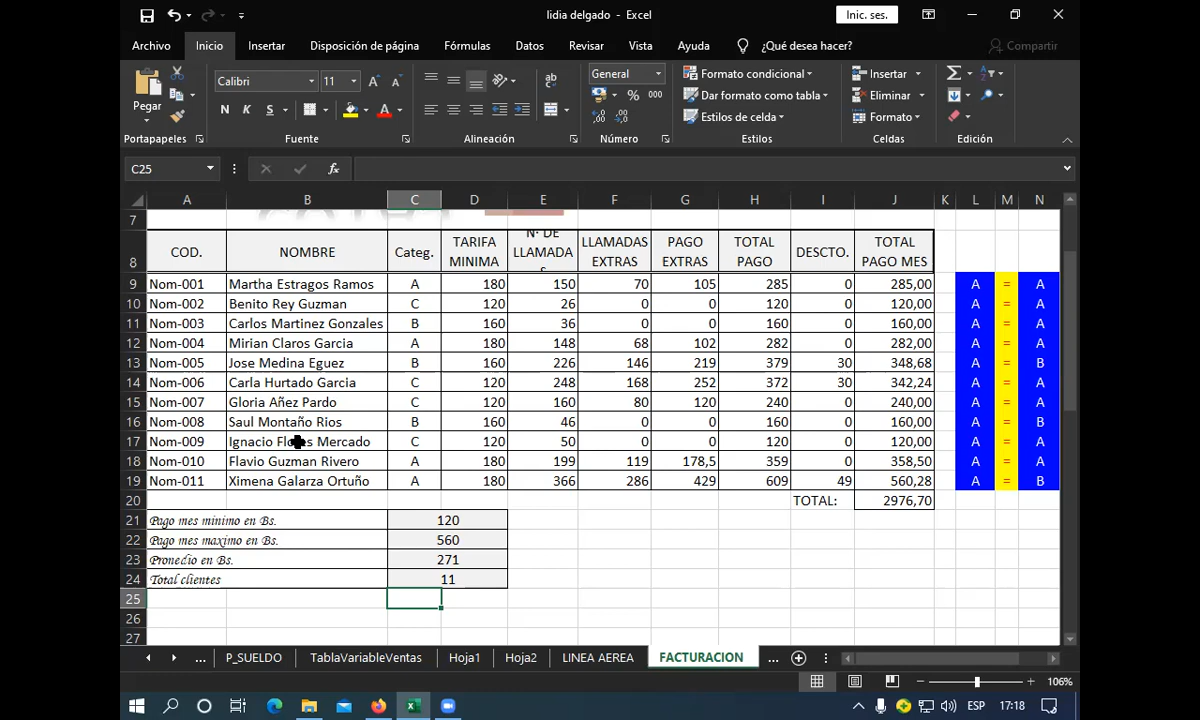 lidia delgado - Excel
Inic. ses.
Archivo Inicio Insertar Disposición de página Fórmulas Datos Revisar Vista Ayuda ¿Qué desea hacer? Compartir
Pegar
Calibri 11
N K S
ab
General
% 000
Formato condicional
Dar formato como tabla
Estilos de celda
Insertar
Eliminar
Formato
Portapapeles Fuente Alineación Número Estilos Celdas Edición
C25 fx
A B C D E F G H I J K L M N
7
8 COD. NOMBRE Categ. TARIFA MINIMA N· DE LLAMADAS LLAMADAS EXTRAS PAGO EXTRAS TOTAL PAGO DESCTO. TOTAL PAGO MES
9 Nom-001 Martha Estragos Ramos A 180 150 70 105 285 0 285,00 A = A
10 Nom-002 Benito Rey Guzman C 120 26 0 0 120 0 120,00 A = A
11 Nom-003 Carlos Martinez Gonzales B 160 36 0 0 160 0 160,00 A = A
12 Nom-004 Mirian Claros Garcia A 180 148 68 102 282 0 282,00 A = A
13 Nom-005 Jose Medina Eguez B 160 226 146 219 379 30 348,68 A = B
14 Nom-006 Carla Hurtado Garcia C 120 248 168 252 372 30 342,24 A = A
15 Nom-007 Gloria Añez Pardo C 120 160 80 120 240 0 240,00 A = A
16 Nom-008 Saul Montaño Rios B 160 46 0 0 160 0 160,00 A = B
17 Nom-009 Ignacio Flores Mercado C 120 50 0 0 120 0 120,00 A = A
18 Nom-010 Flavio Guzman Rivero A 180 199 119 178,5 359 0 358,50 A = A
19 Nom-011 Ximena Galarza Ortuño A 180 366 286 429 609 49 560,28 A = B
20 TOTAL: 2976,70
21 Pago mes minimo en Bs. 120
22 Pago mes maximo en Bs. 560
23 Pronedio en Bs. 271
24 Total clientes 11
25
26
27
... P_SUELDO TablaVariableVentas Hoja1 Hoja2 LINEA AEREA FACTURACION ...
106%
ESP 17:18